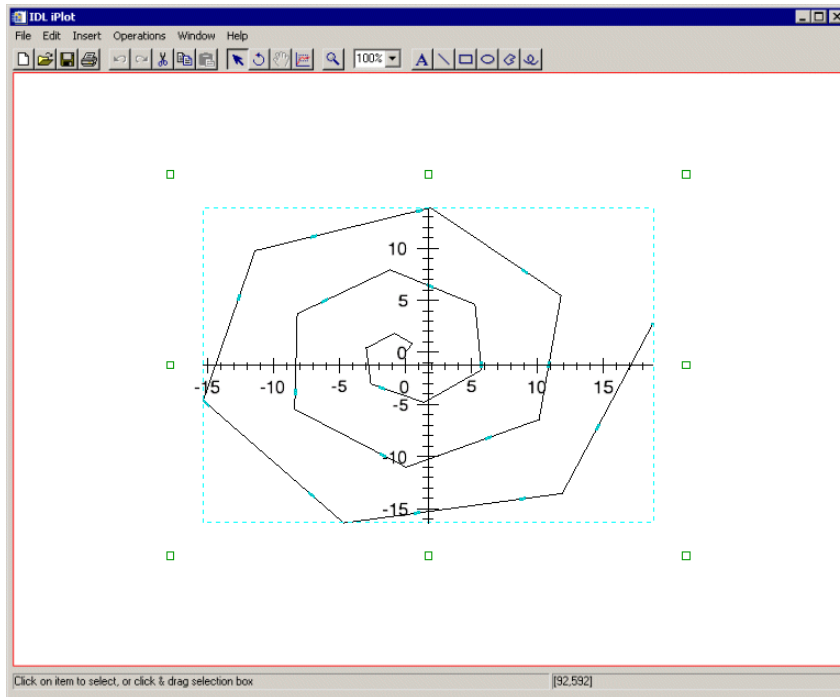 IDL iPlot
File Edit Insert Operations Window Help
100%
A
10
5
0
-15 -10 -5 0 5 10 15
-5
-10
-15
Click on item to select, or click & drag selection box
[92,592]